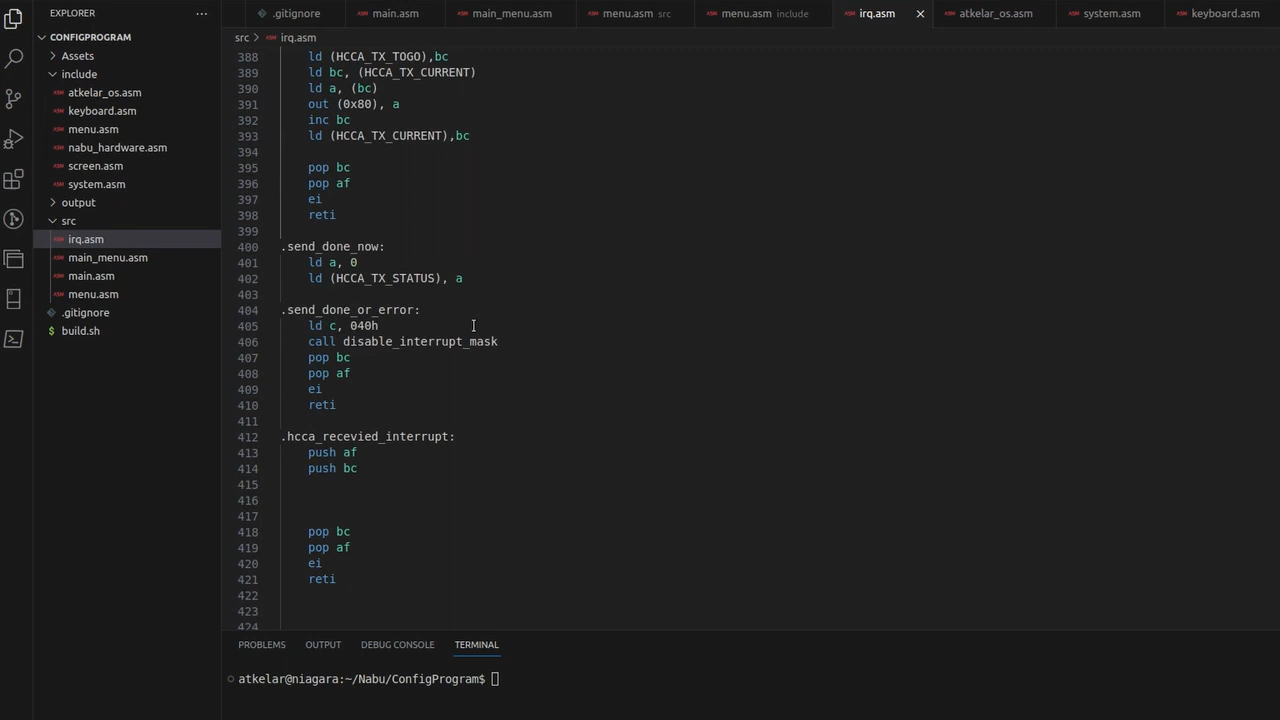 EXPLORER
···
CONFIGPROGRAM
Assets
include
atkelar_os.asm
keyboard.asm
menu.asm
nabu_hardware.asm
screen.asm
system.asm
output
src
irq.asm
main_menu.asm
main.asm
menu.asm
.gitignore
$ build.sh
.gitignore
main.asm
main_menu.asm
menu.asm src
menu.asm include
irq.asm
atkelar_os.asm
system.asm
keyboard.asm
src > irq.asm
388 ld (HCCA_TX_TOGO),bc
389 ld bc, (HCCA_TX_CURRENT)
390 ld a, (bc)
391 out (0x80), a
392 inc bc
393 ld (HCCA_TX_CURRENT),bc
394
395 pop bc
396 pop af
397 ei
398 reti
399
400 .send_done_now:
401 ld a, 0
402 ld (HCCA_TX_STATUS), a
403
404 .send_done_or_error:
405 ld c, 040h
406 call disable_interrupt_mask
407 pop bc
408 pop af
409 ei
410 reti
411
412 .hcca_recevied_interrupt:
413 push af
414 push bc
415
416
417
418 pop bc
419 pop af
420 ei
421 reti
422
423
424
PROBLEMS OUTPUT DEBUG CONSOLE TERMINAL
atkelar@niagara:~/Nabu/ConfigProgram$